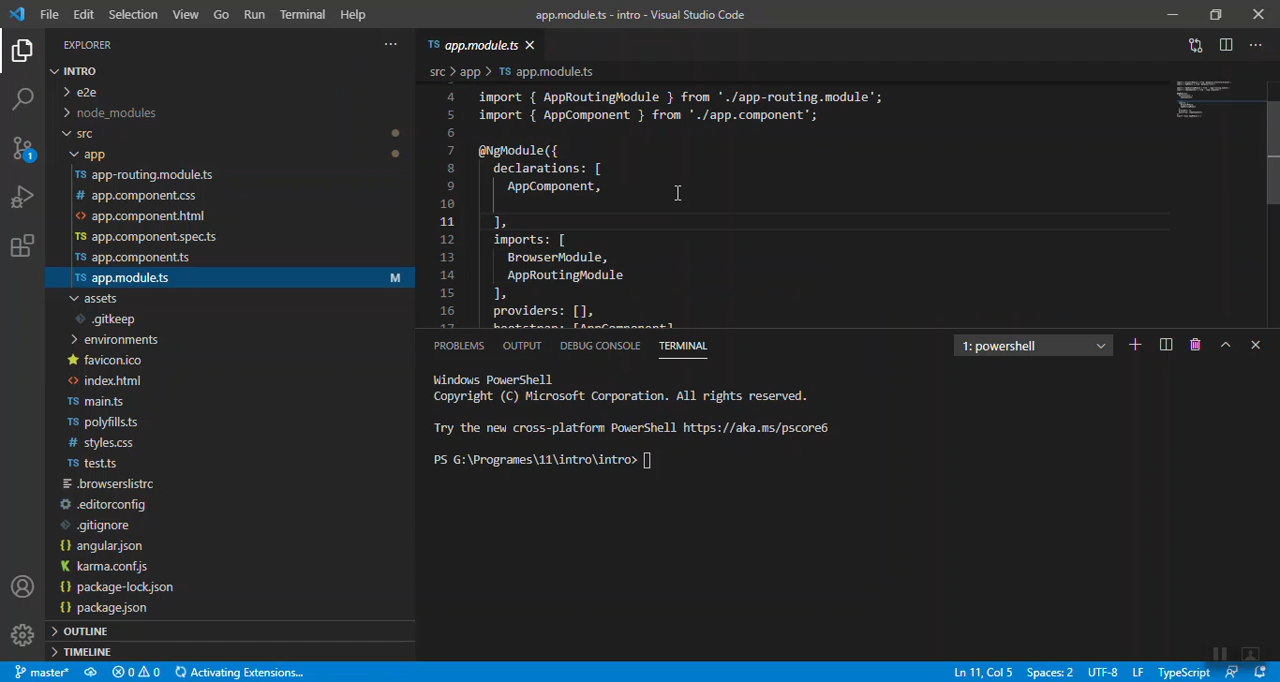 File Edit Selection View Go Run Terminal Help
app.module.ts - intro - Visual Studio Code
EXPLORER
INTRO
e2e
node_modules
src
app
TS app-routing.module.ts
# app.component.css
<> app.component.html
TS app.component.spec.ts
TS app.component.ts
TS app.module.ts M
assets
.gitkeep
environments
favicon.ico
<> index.html
TS main.ts
TS polyfills.ts
# styles.css
TS test.ts
.browserslistrc
.editorconfig
.gitignore
{} angular.json
karma.conf.js
{} package-lock.json
{} package.json
OUTLINE
TIMELINE
1
TS app.module.ts
src > app > TS app.module.ts
4 import { AppRoutingModule } from './app-routing.module';
5 import { AppComponent } from './app.component';
6
7 @NgModule({
8 declarations: [
9 AppComponent,
10
11 ],
12 imports: [
13 BrowserModule,
14 AppRoutingModule
15 ],
16 providers: [],
17 bootstrap: [AppComponent]
PROBLEMS OUTPUT DEBUG CONSOLE TERMINAL
1: powershell
Windows PowerShell
Copyright (C) Microsoft Corporation. All rights reserved.
Try the new cross-platform PowerShell https://aka.ms/pscore6
PS G:\Programes\11\intro\intro>
master* 0 0 Activating Extensions...
Ln 11, Col 5 Spaces: 2 UTF-8 LF TypeScript